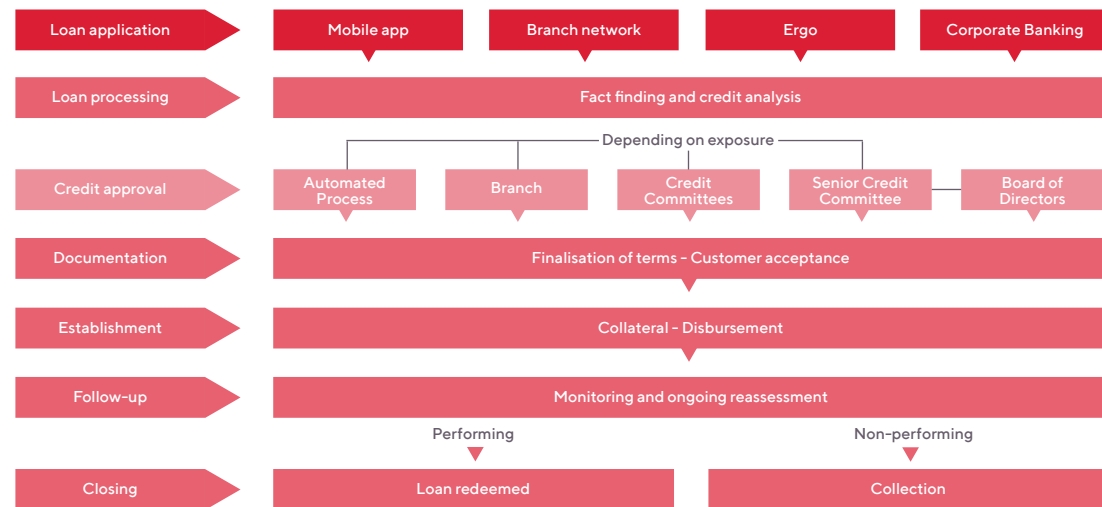 Loan application
Mobile app
Branch network
Ergo
Corporate Banking
Loan processing
Fact finding and credit analysis
Depending on exposure
Credit approval
Automated
Process
Branch
Credit
Committees
Senior Credit
Committee
Board of
Directors
Documentation
Finalisation of terms - Customer acceptance
Establishment
Collateral - Disbursement
Follow-up
Monitoring and ongoing reassessment
Performing
Non-performing
Closing
Loan redeemed
Collection